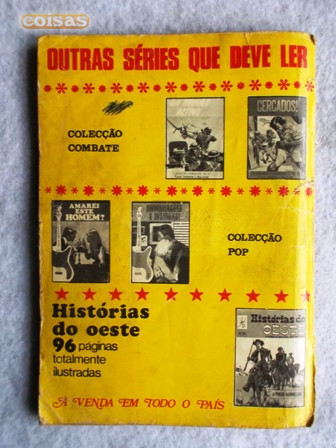 coisas
OUTRAS SÉRIES QUE DEVE LER
COLECÇÃO
COMBATE
CERCADOS
AMAREI
ESTE
HOMEM?
COLECÇÃO
POP
Histórias
do oeste
96 páginas
totalmente
ilustradas
Histórias do
OESTE
À VENDA EM TODO O PAÍS